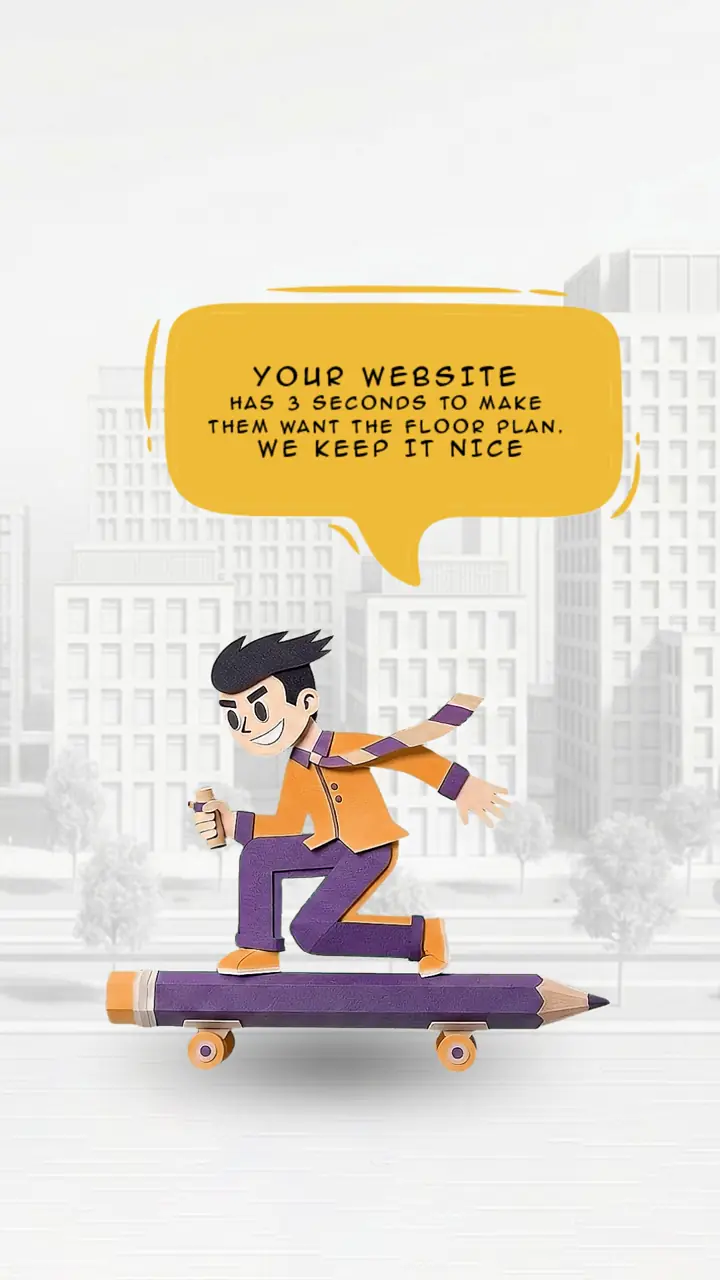 YOUR WEBSITE
HAS 3 SECONDS TO MAKE
THEM WANT THE FLOOR PLAN.
WE KEEP IT NICE